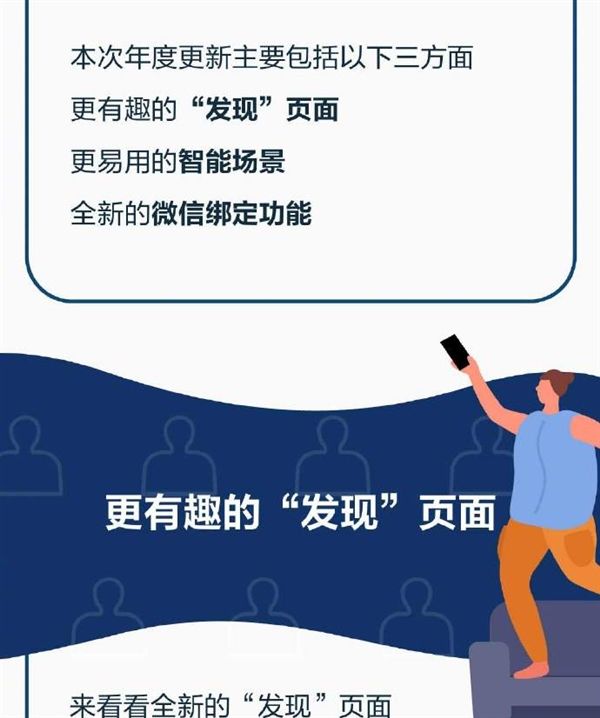 本次年度更新主要包括以下三方面
更有趣的“发现”页面
更易用的智能场景
全新的微信绑定功能
更有趣的“发现”页面
来看看全新的“发现”页面